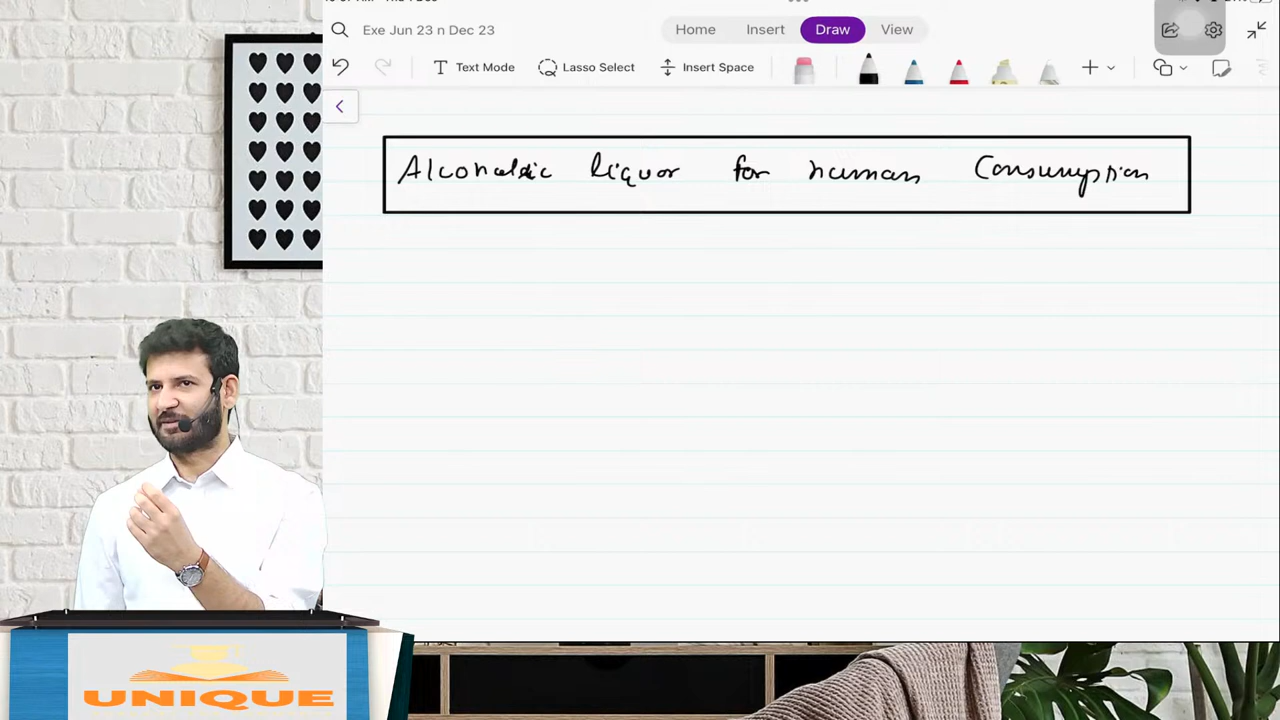 Exe Jun 23 n Dec 23
Home Insert Draw View
Text Mode Lasso Select Insert Space
Alcoholic liquor for human Consumption
UNIQUE